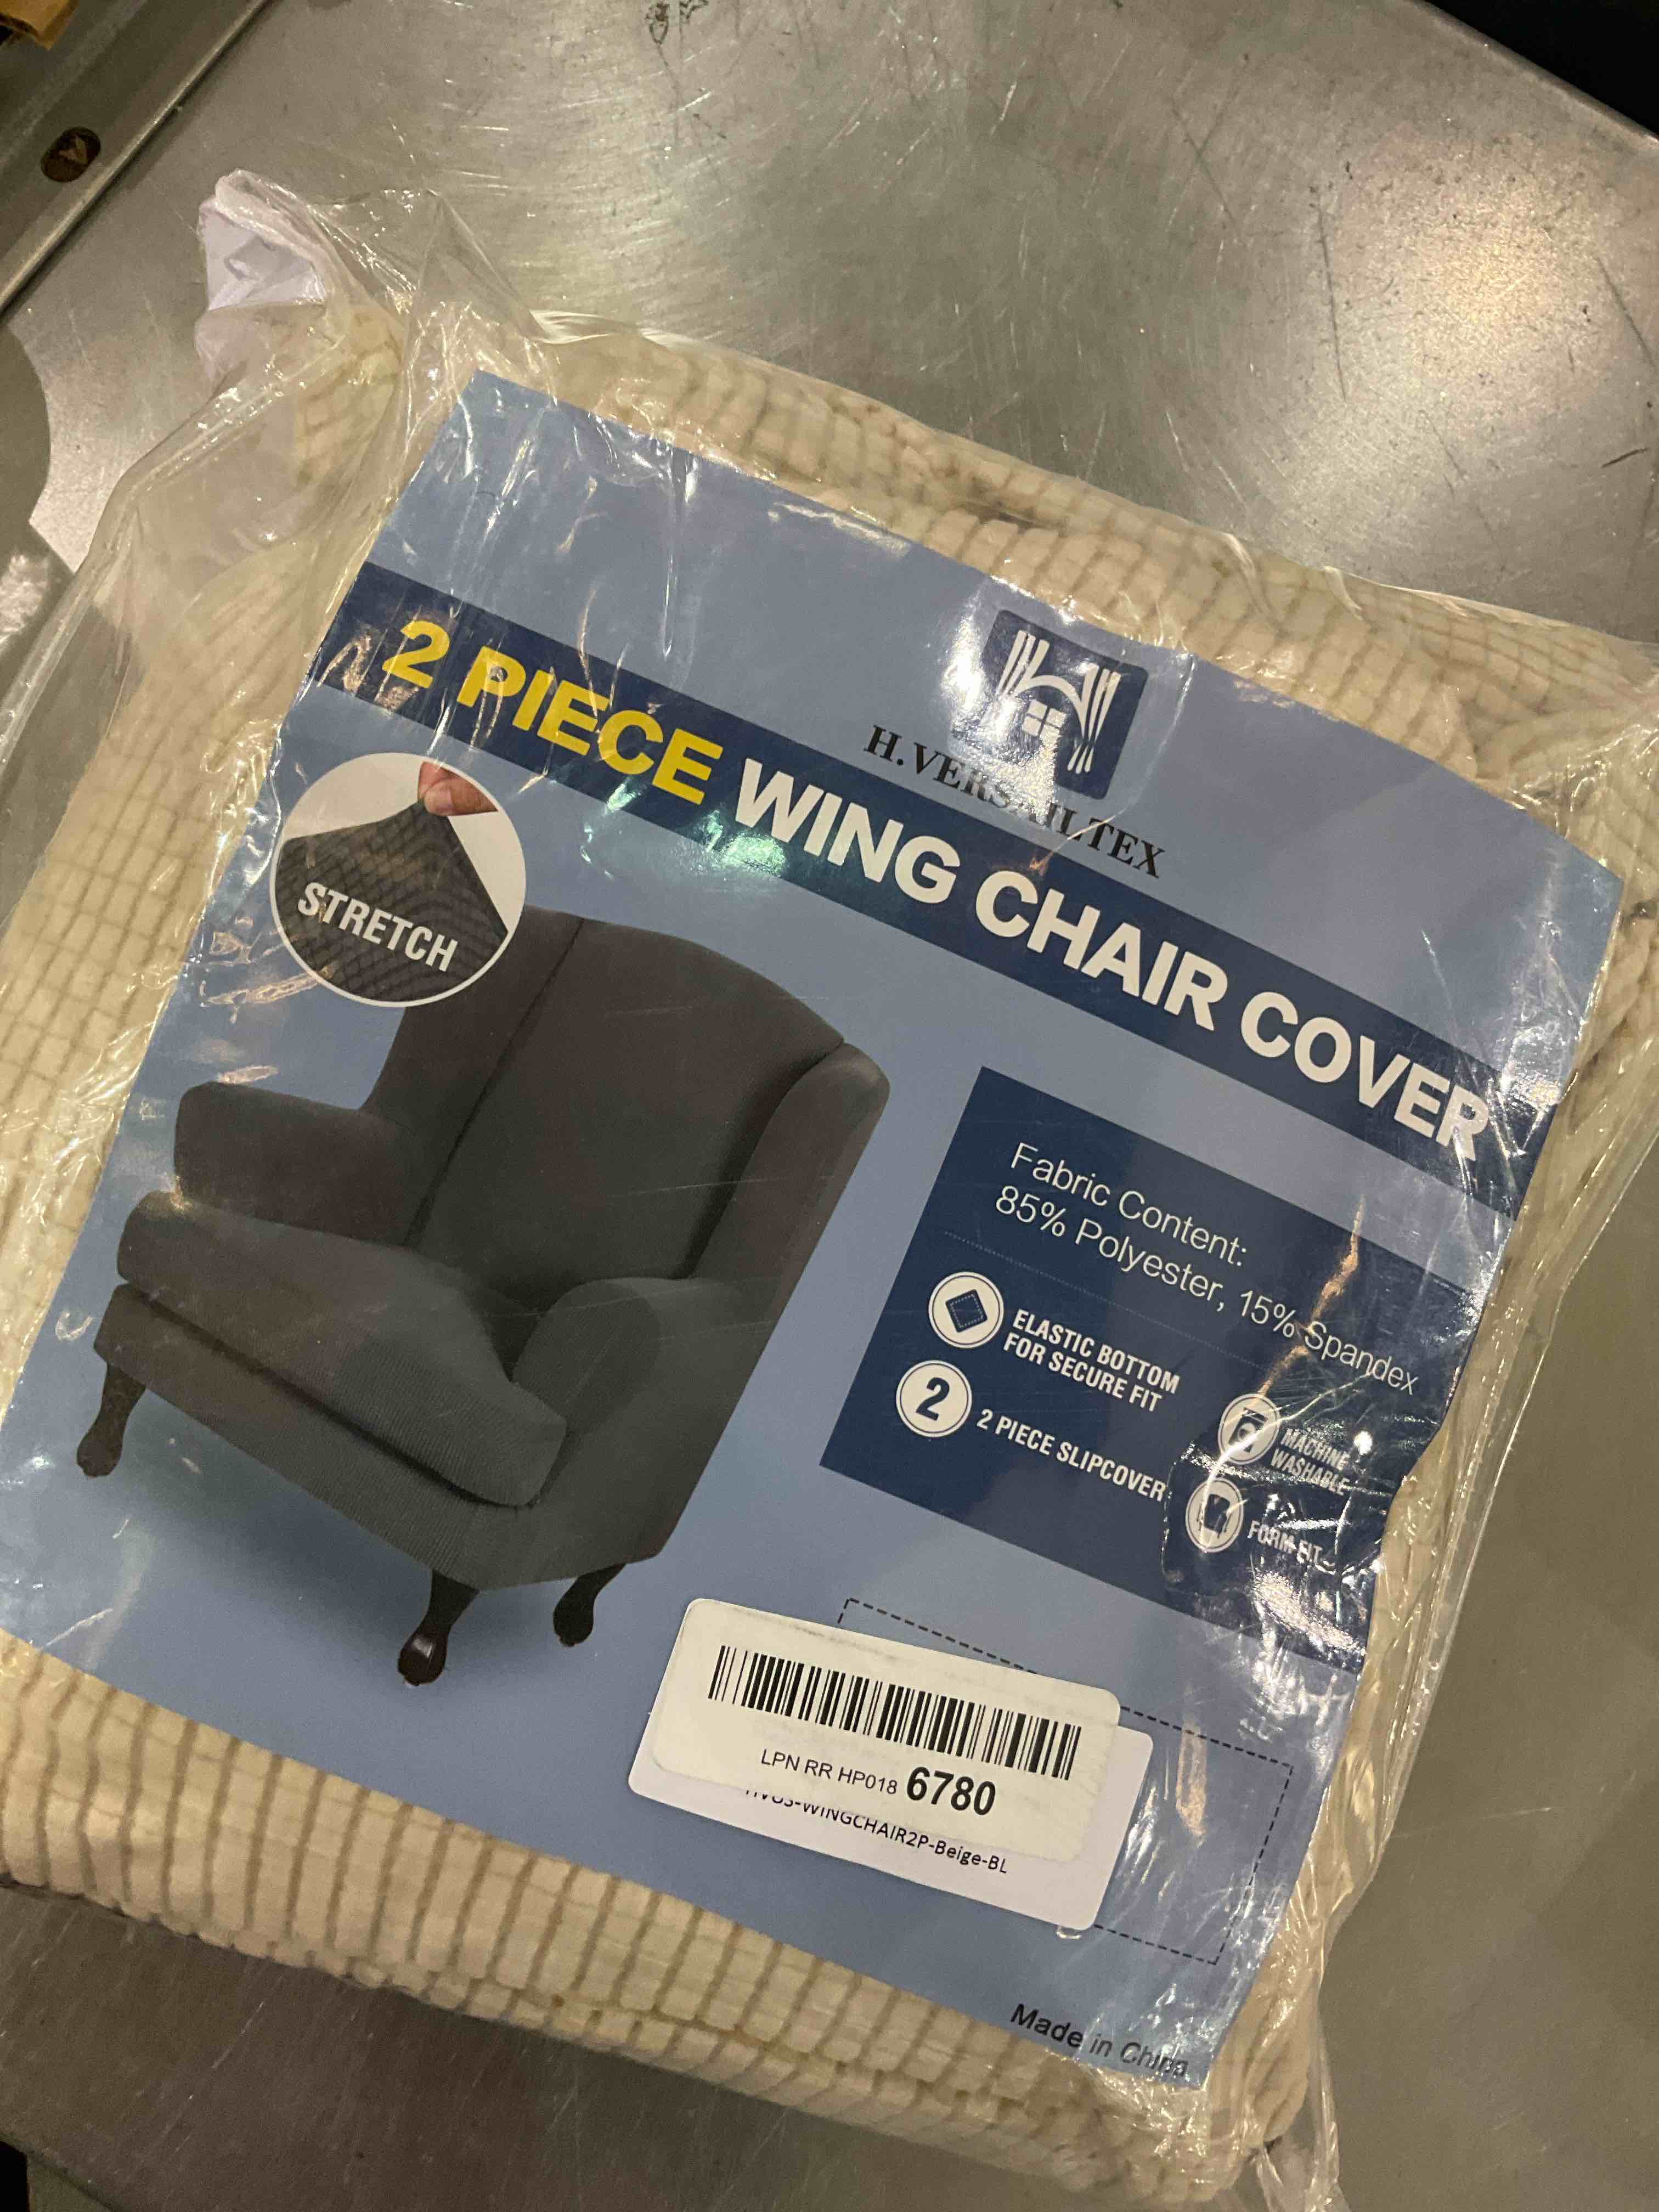 H.VERSAILTEX
2 PIECE WING CHAIR COVER
STRETCH
Fabric Content:
85% Polyester, 15% Spandex
ELASTIC BOTTOM
FOR SECURE FIT
MACHINE
WASHABLE
2
2 PIECE SLIPCOVER
FORM FIT
LPN RR HP018 6780
-WINGCHAIR2P-Beige-BL
Made in China